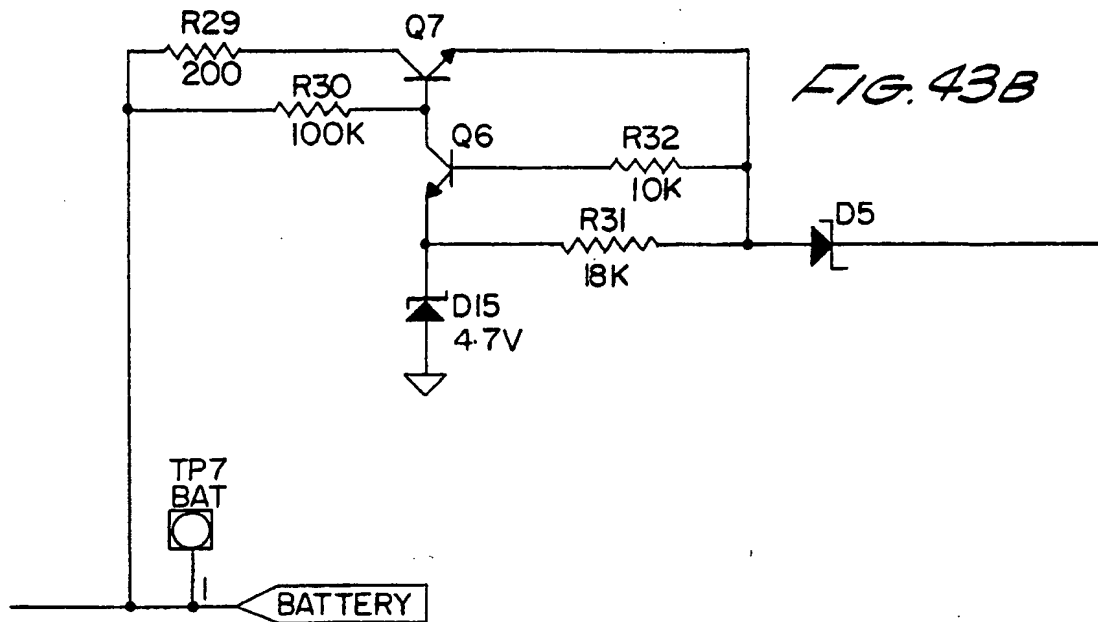 R29
200
Q7
FIG. 43B
R30
100K
Q6
R32
10K
R31
18K
D5
D15
4.7V
TP7
BAT
1
BATTERY